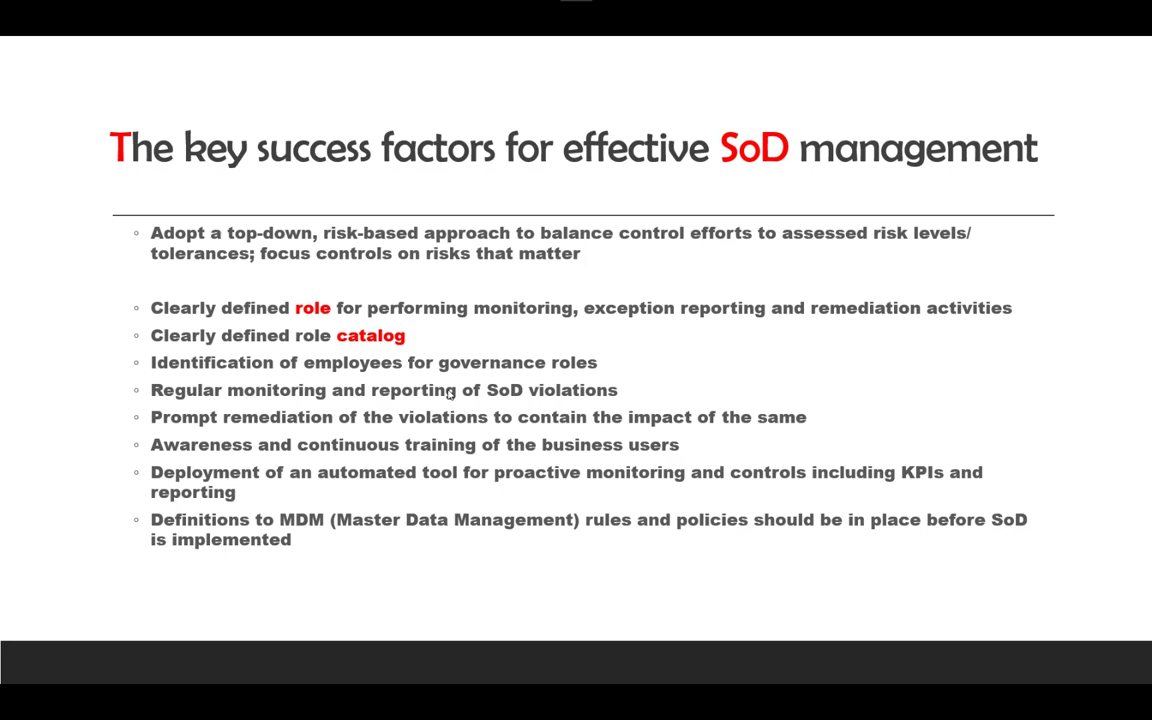 The key success factors for effective SoD management
◦ Adopt a top-down, risk-based approach to balance control efforts to assessed risk levels/
tolerances; focus controls on risks that matter
◦ Clearly defined role for performing monitoring, exception reporting and remediation activities
◦ Clearly defined role catalog
◦ Identification of employees for governance roles
◦ Regular monitoring and reporting of SoD violations
◦ Prompt remediation of the violations to contain the impact of the same
◦ Awareness and continuous training of the business users
◦ Deployment of an automated tool for proactive monitoring and controls including KPIs and
reporting
◦ Definitions to MDM (Master Data Management) rules and policies should be in place before SoD
is implemented